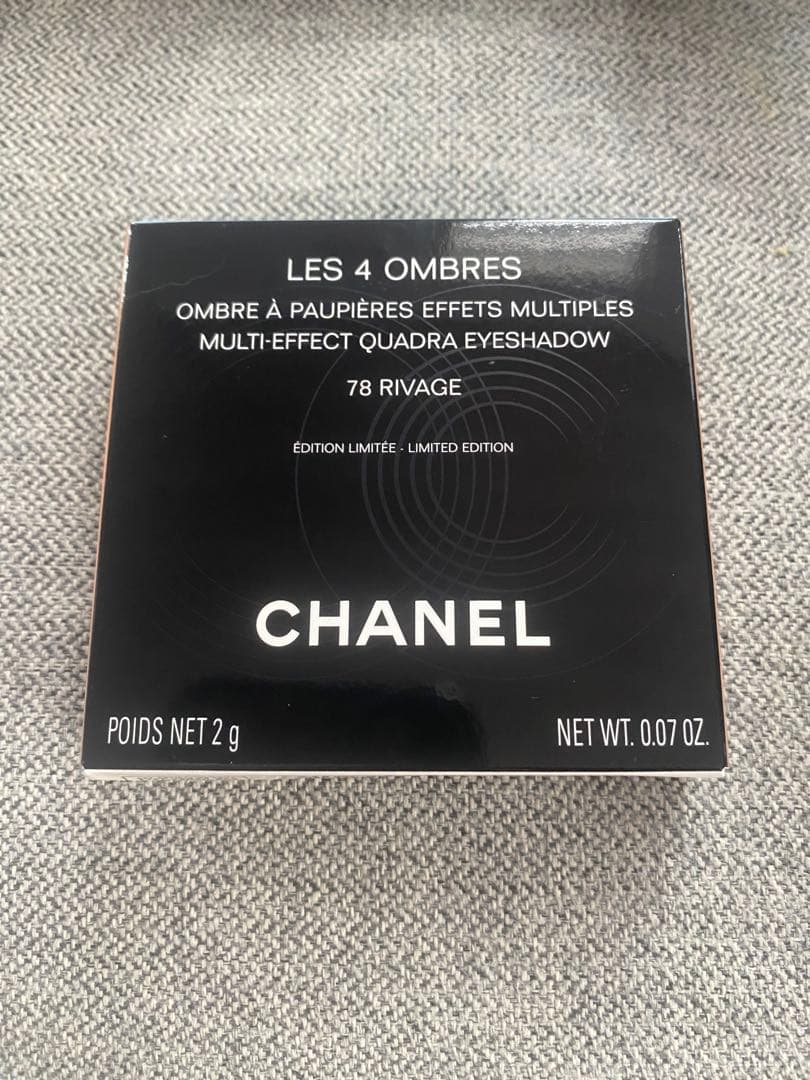 LES 4 OMBRES
OMBRE À PAUPIÈRES EFFETS MULTIPLES
MULTI-EFFECT QUADRA EYESHADOW
78 RIVAGE
ÉDITION LIMITÉE - LIMITED EDITION
CHANEL
POIDS NET 2 g
NET WT. 0.07 OZ.